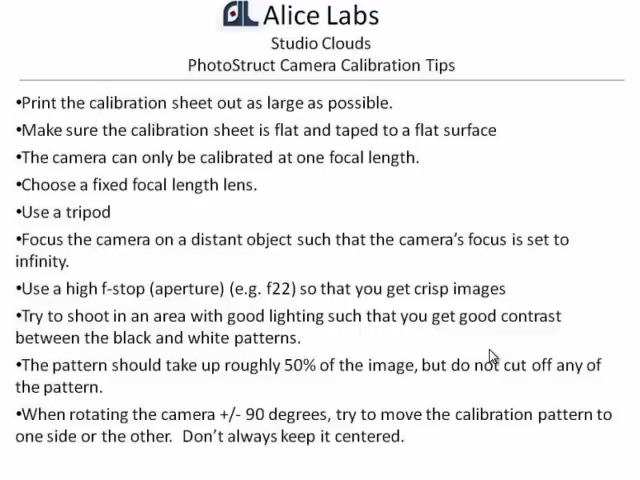 Alice Labs
Studio Clouds
PhotoStruct Camera Calibration Tips
•Print the calibration sheet out as large as possible.
•Make sure the calibration sheet is flat and taped to a flat surface
•The camera can only be calibrated at one focal length.
•Choose a fixed focal length lens.
•Use a tripod
•Focus the camera on a distant object such that the camera’s focus is set to
infinity.
•Use a high f-stop (aperture) (e.g. f22) so that you get crisp images
•Try to shoot in an area with good lighting such that you get good contrast
between the black and white patterns.
•The pattern should take up roughly 50% of the image, but do not cut off any of
the pattern.
•When rotating the camera +/- 90 degrees, try to move the calibration pattern to
one side or the other.  Don’t always keep it centered.